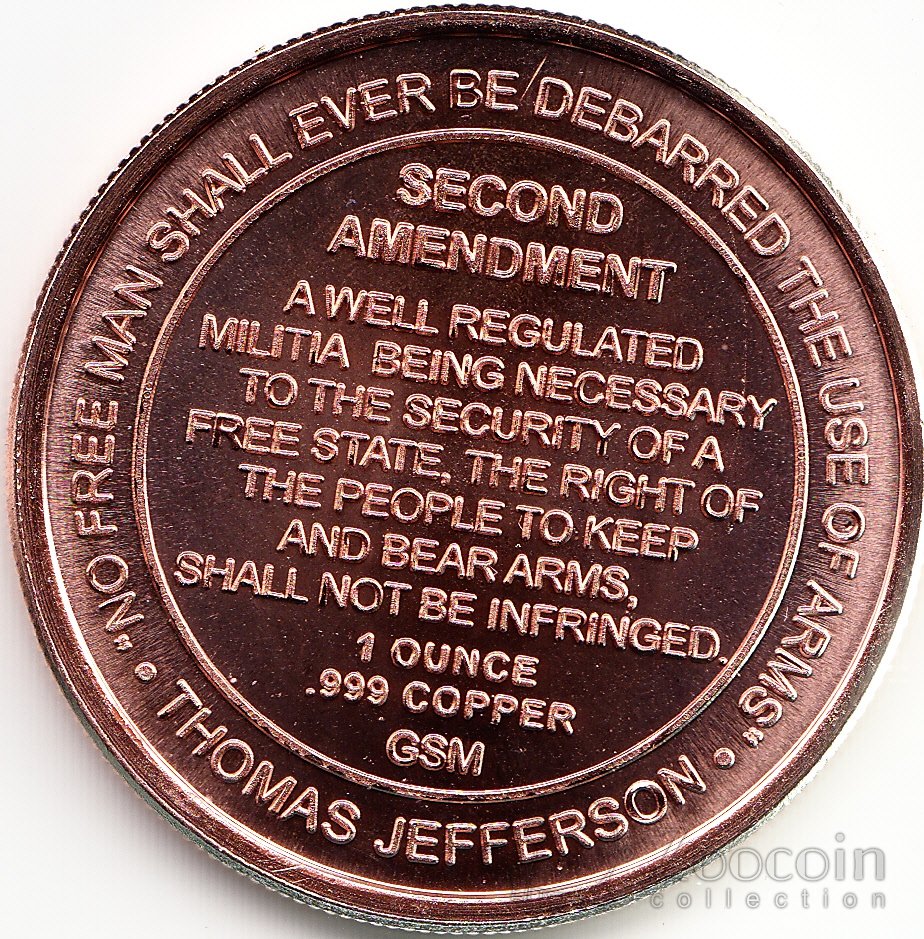 "NO FREE MAN SHALL EVER BE DEBARRED THE USE OF ARMS"
SECOND
AMENDMENT
A WELL REGULATED
MILITIA BEING NECESSARY
TO THE SECURITY OF A
FREE STATE, THE RIGHT OF
THE PEOPLE TO KEEP
AND BEAR ARMS,
SHALL NOT BE INFRINGED.
1 OUNCE
.999 COPPER
GSM
• THOMAS JEFFERSON •
collection